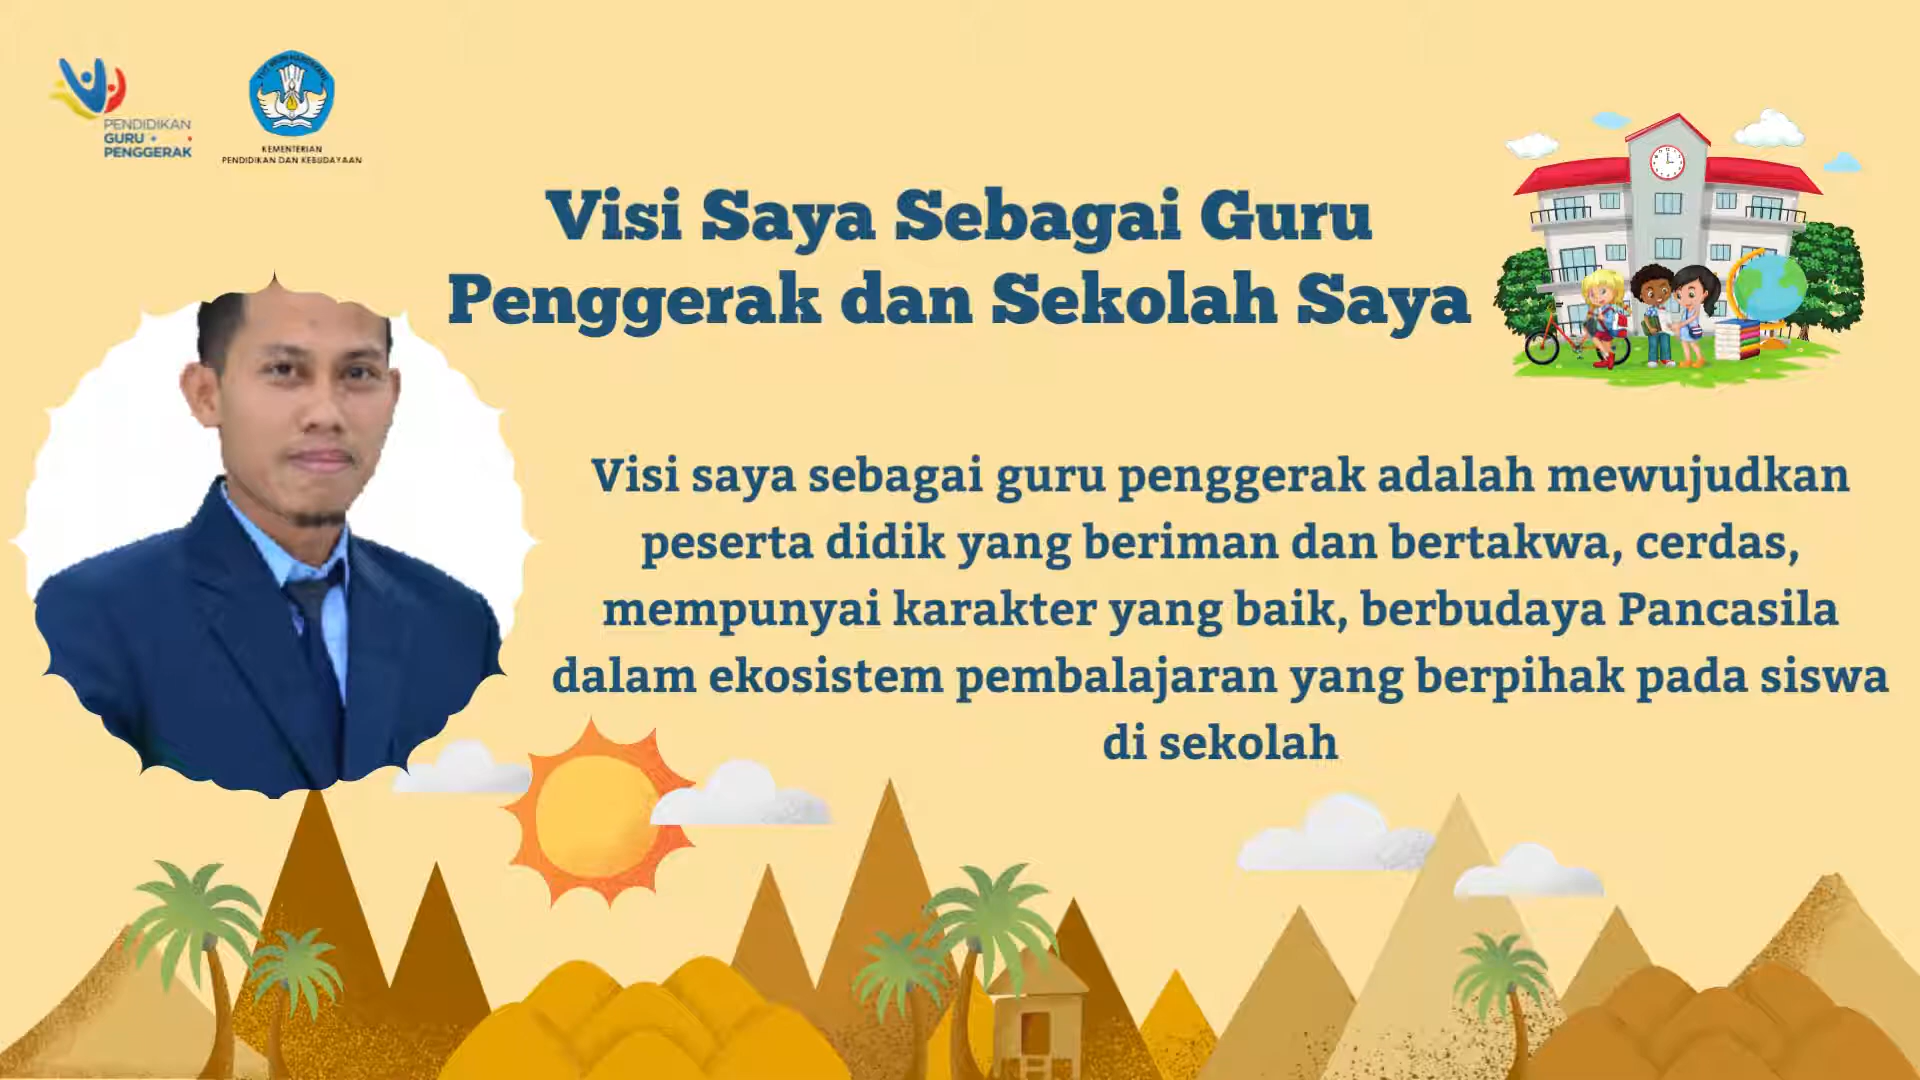 PENDIDIKAN
GURU
PENGGERAK
KEMENTERIAN
PENDIDIKAN DAN KEBUDAYAAN
Visi Saya Sebagai Guru
Penggerak dan Sekolah Saya
Visi saya sebagai guru penggerak adalah mewujudkan
peserta didik yang beriman dan bertakwa, cerdas,
mempunyai karakter yang baik, berbudaya Pancasila
dalam ekosistem pembalajaran yang berpihak pada siswa
di sekolah